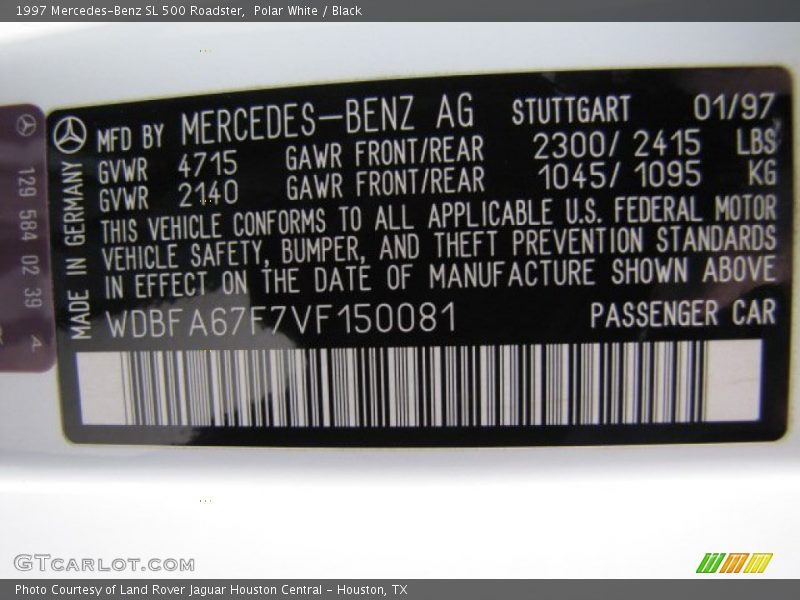 1997 Mercedes-Benz SL 500 Roadster,  Polar White / Black
MFD BY MERCEDES-BENZ AG STUTTGART 01/97
GVWR 4715 GAWR FRONT/REAR 2300/ 2415 LBS
GVWR 2140 GAWR FRONT/REAR 1045/ 1095 KG
THIS VEHICLE CONFORMS TO ALL APPLICABLE U.S. FEDERAL MOTOR
VEHICLE SAFETY, BUMPER, AND THEFT PREVENTION STANDARDS
IN EFFECT ON THE DATE OF MANUFACTURE SHOWN ABOVE
WDBFA67F7VF150081 PASSENGER CAR
MADE IN GERMANY
129 584 02 39 A
GTCARLOT.COM
Photo Courtesy of Land Rover Jaguar Houston Central - Houston, TX